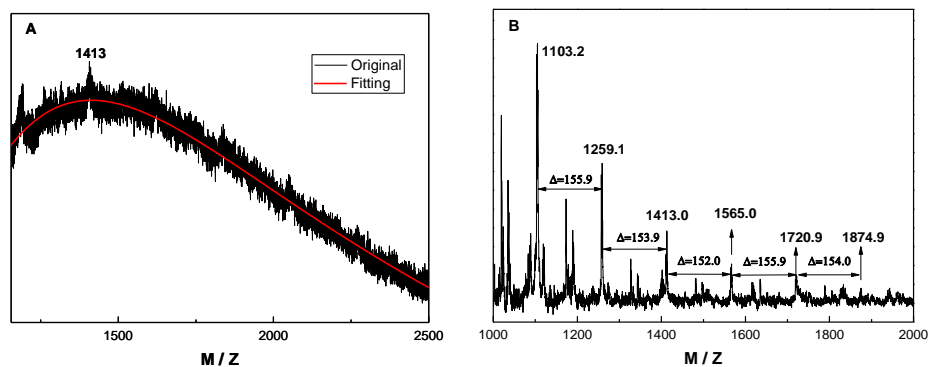 A
1413
Original
Fitting
1500
2000
2500
M / Z
B
1103.2
1259.1
Δ=155.9
1413.0
Δ=153.9
1565.0
Δ=152.0
1720.9
Δ=155.9
1874.9
Δ=154.0
1000
1200
1400
1600
1800
2000
M / Z